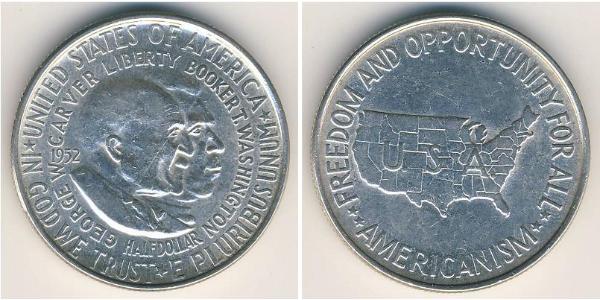 UNITED STATES OF AMERICA
E PLURIBUS UNUM
IN GOD WE TRUST
GEORGE W. CARVER LIBERTY BOOKER T. WASHINGTON
1952
HALF DOLLAR
FREEDOM AND OPPORTUNITY FOR ALL
AMERICANISM
U.S.A